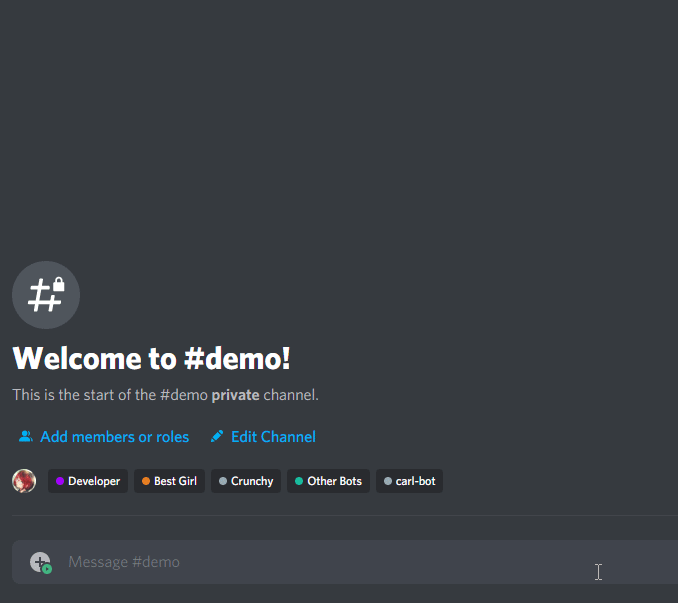 Welcome to #demo!
This is the start of the #demo private channel.
Add members or roles Edit Channel
Developer Best Girl Crunchy Other Bots carl-bot
Message #demo